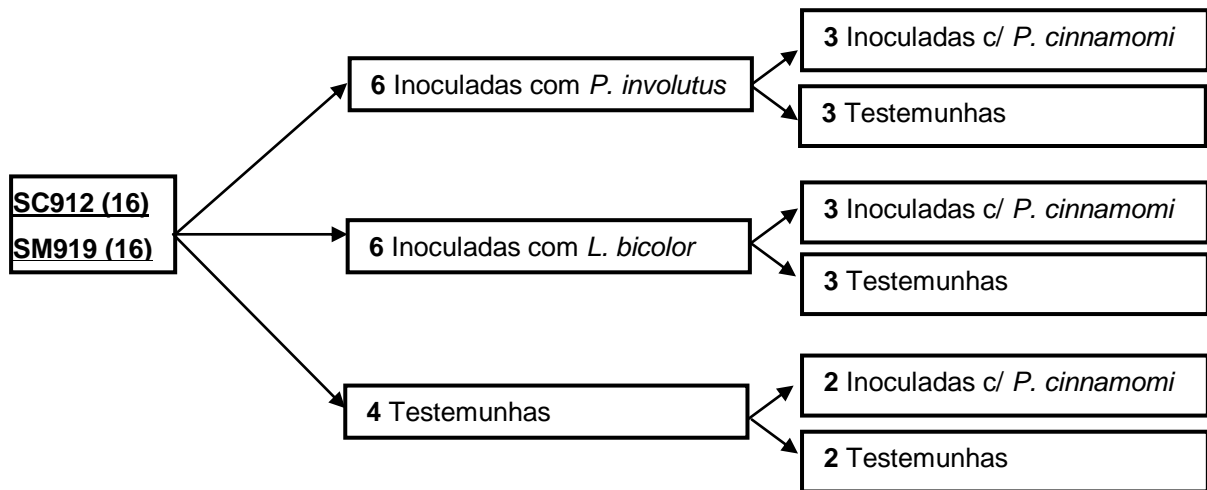 SC912 (16)
SM919 (16)
6 Inoculadas com P. involutus
3 Inoculadas c/ P. cinnamomi
3 Testemunhas
6 Inoculadas com L. bicolor
3 Inoculadas c/ P. cinnamomi
3 Testemunhas
4 Testemunhas
2 Inoculadas c/ P. cinnamomi
2 Testemunhas